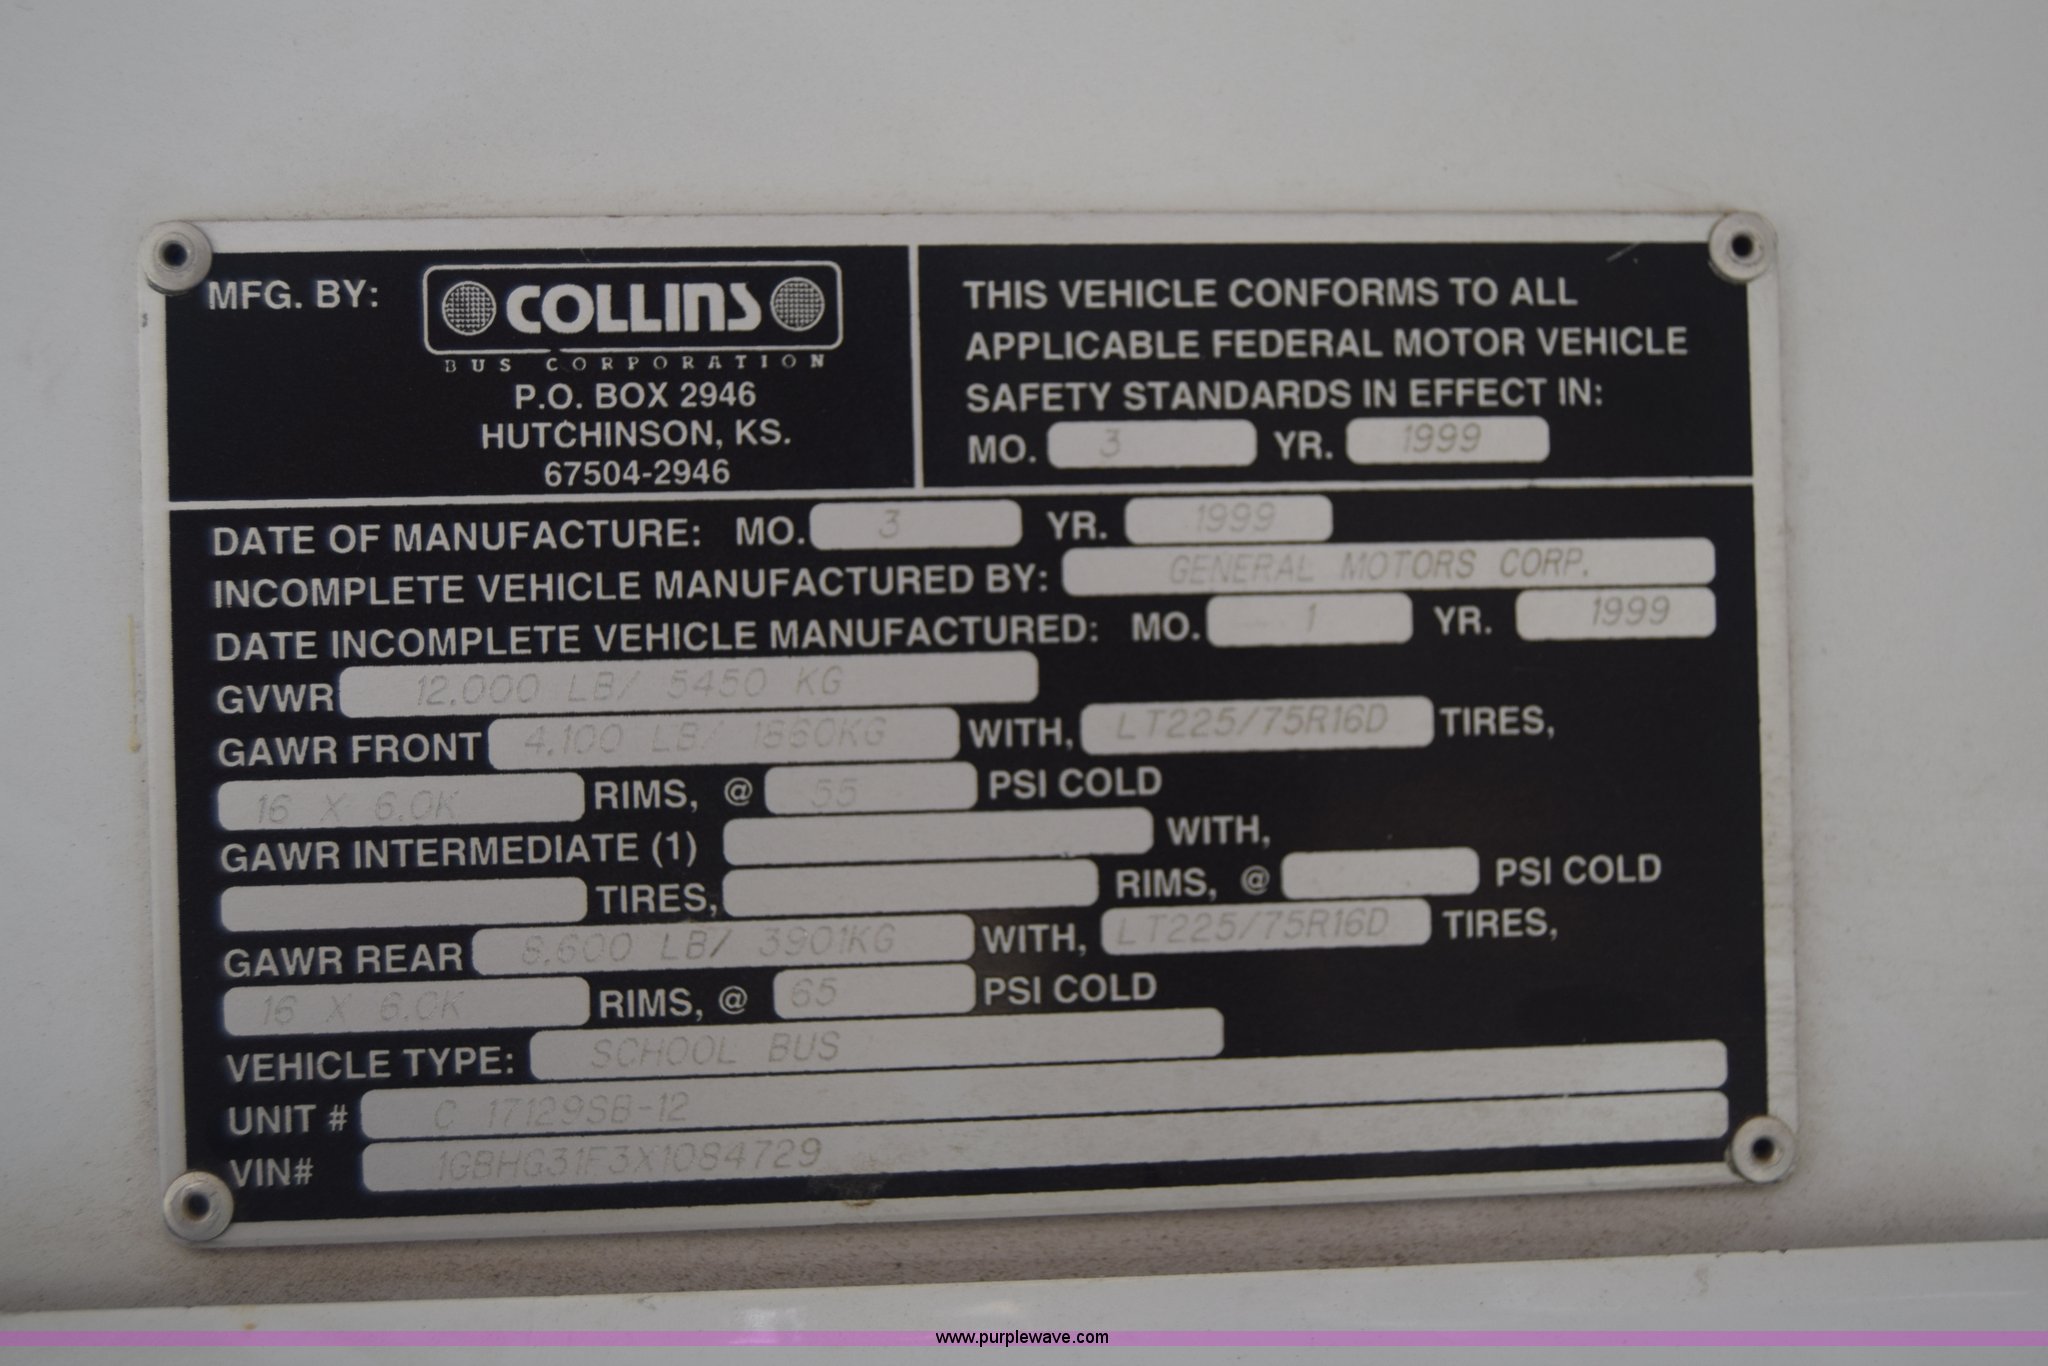 MFG. BY:
COLLINS
BUS CORPORATION
P.O. BOX 2946
HUTCHINSON, KS.
67504-2946
THIS VEHICLE CONFORMS TO ALL
APPLICABLE FEDERAL MOTOR VEHICLE
SAFETY STANDARDS IN EFFECT IN:
MO. 3 YR. 1999
DATE OF MANUFACTURE: MO. 3 YR. 1999
INCOMPLETE VEHICLE MANUFACTURED BY: GENERAL MOTORS CORP.
DATE INCOMPLETE VEHICLE MANUFACTURED: MO. 1 YR. 1999
GVWR 12.000 LB/ 5450 KG
GAWR FRONT 4.100 LB/ 1860KG WITH, LT225/75R16D TIRES,
16 X 6.0K RIMS, @ 55 PSI COLD
GAWR INTERMEDIATE (1) WITH,
TIRES, RIMS, @ PSI COLD
GAWR REAR 8.600 LB/ 3901KG WITH, LT225/75R16D TIRES,
16 X 6.0K RIMS, @ 65 PSI COLD
VEHICLE TYPE: SCHOOL BUS
UNIT # C 17129SB-12
VIN# 1GBHG31F3X1084729
www.purplewave.com